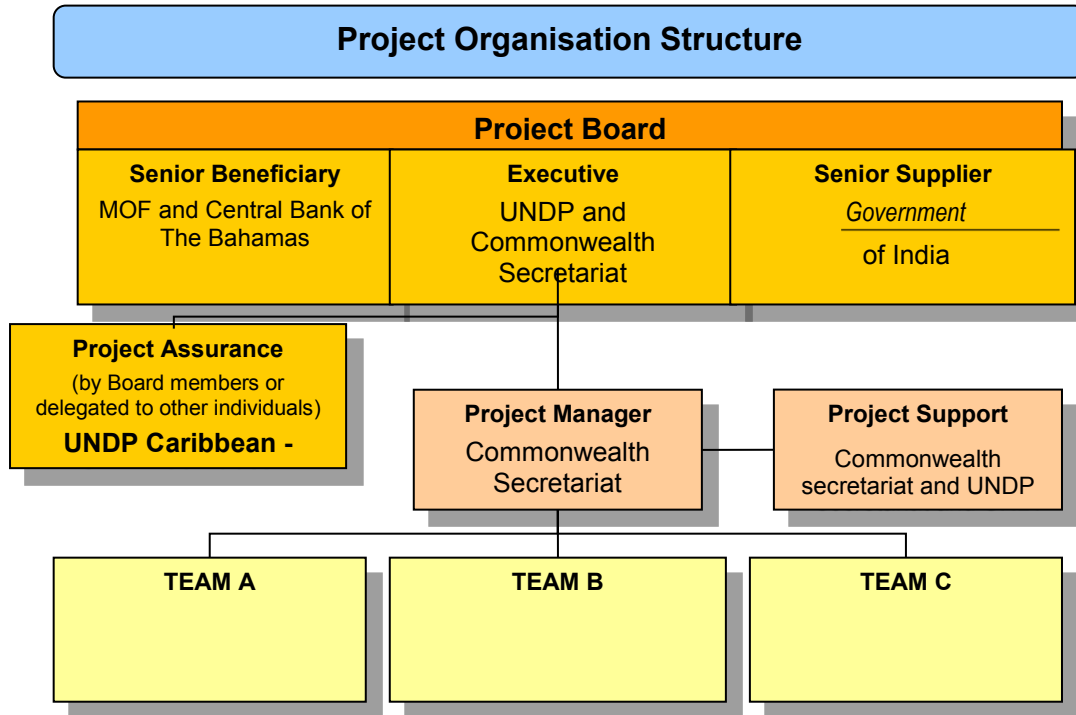 Project Organisation Structure
Project Board
Senior Beneficiary
MOF and Central Bank of
The Bahamas
Executive
UNDP and
Commonwealth
Secretariat
Senior Supplier
Government
of India
Project Assurance
(by Board members or
delegated to other individuals)
UNDP Caribbean -
Project Manager
Commonwealth
Secretariat
Project Support
Commonwealth
secretariat and UNDP
TEAM A
TEAM B
TEAM C